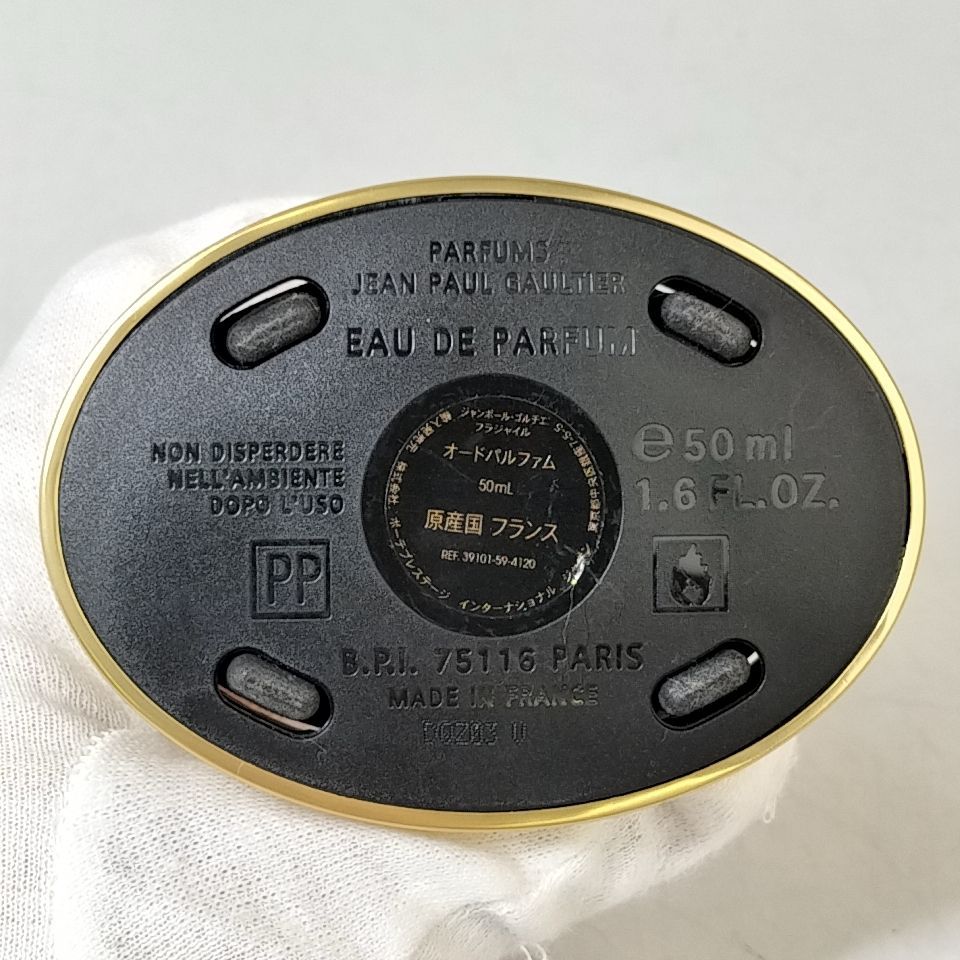 PARFUMS
JEAN PAUL GAULTIER
EAU DE PARFUM
NON DISPERDERE
NELL'AMBIENTE
DOPO L'USO
PP
ジャンポール・ゴルチエ
フラジャイル
オードパルファム
50mL
原産国 フランス
REF. 39101-59-4120
株式会社 ボーテプレステージ インターナショナル
e 50 ml
1.6 FL.OZ.
B.P.I. 75116 PARIS
MADE IN FRANCE